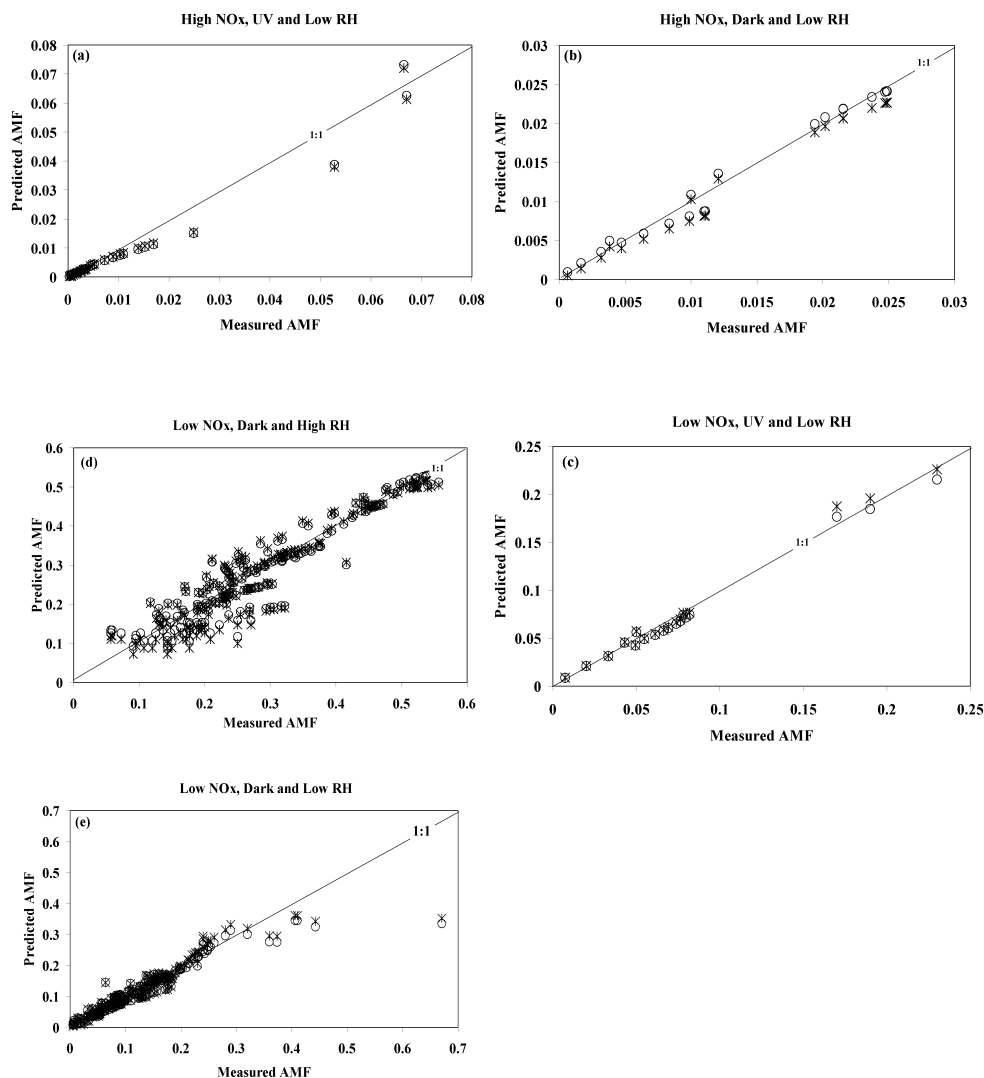 High NOx, UV and Low RH
(a)
0.08
0.07
0.06
0.05
0.04
0.03
0.02
0.01
0
Predicted AMF
1:1
0 0.01 0.02 0.03 0.04 0.05 0.06 0.07 0.08
Measured AMF
High NOx, Dark and Low RH
(b)
0.03
0.025
0.02
0.015
0.01
0.005
0
Predicted AMF
1:1
0 0.005 0.01 0.015 0.02 0.025 0.03
Measured AMF
Low NOx, Dark and High RH
(d)
0.6
0.5
0.4
0.3
0.2
0.1
0
Predicted AMF
1:1
0 0.1 0.2 0.3 0.4 0.5 0.6
Measured AMF
Low NOx, UV and Low RH
(c)
0.25
0.2
0.15
0.1
0.05
0
Predicted AMF
1:1
0 0.05 0.1 0.15 0.2 0.25
Measured AMF
Low NOx, Dark and Low RH
(e)
0.7
0.6
0.5
0.4
0.3
0.2
0.1
0
Predicted AMF
1:1
0 0.1 0.2 0.3 0.4 0.5 0.6 0.7
Measured AMF